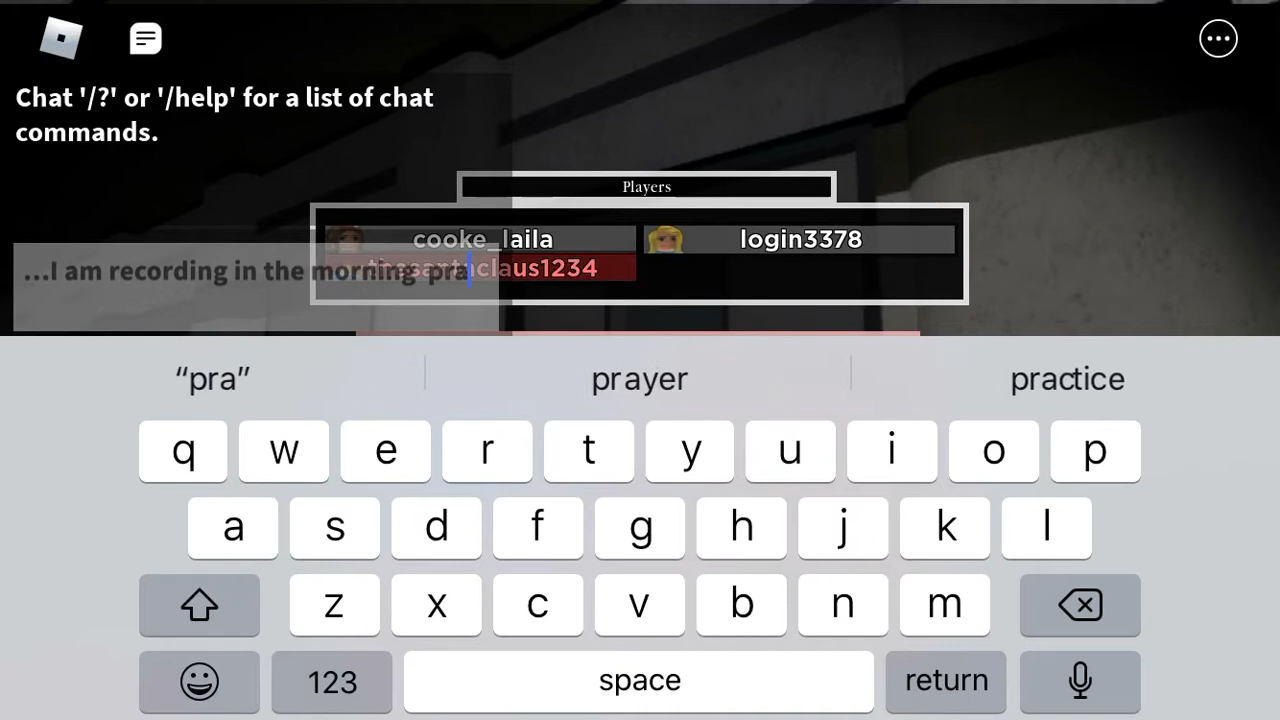 Chat '/?' or '/help' for a list of chat
commands.
Players
cooke_laila
login3378
...I am recording in the morning pra
claus1234
“pra”
prayer
practice
q w e r t y u i o p
a s d f g h j k l
z x c v b n m
123
space
return